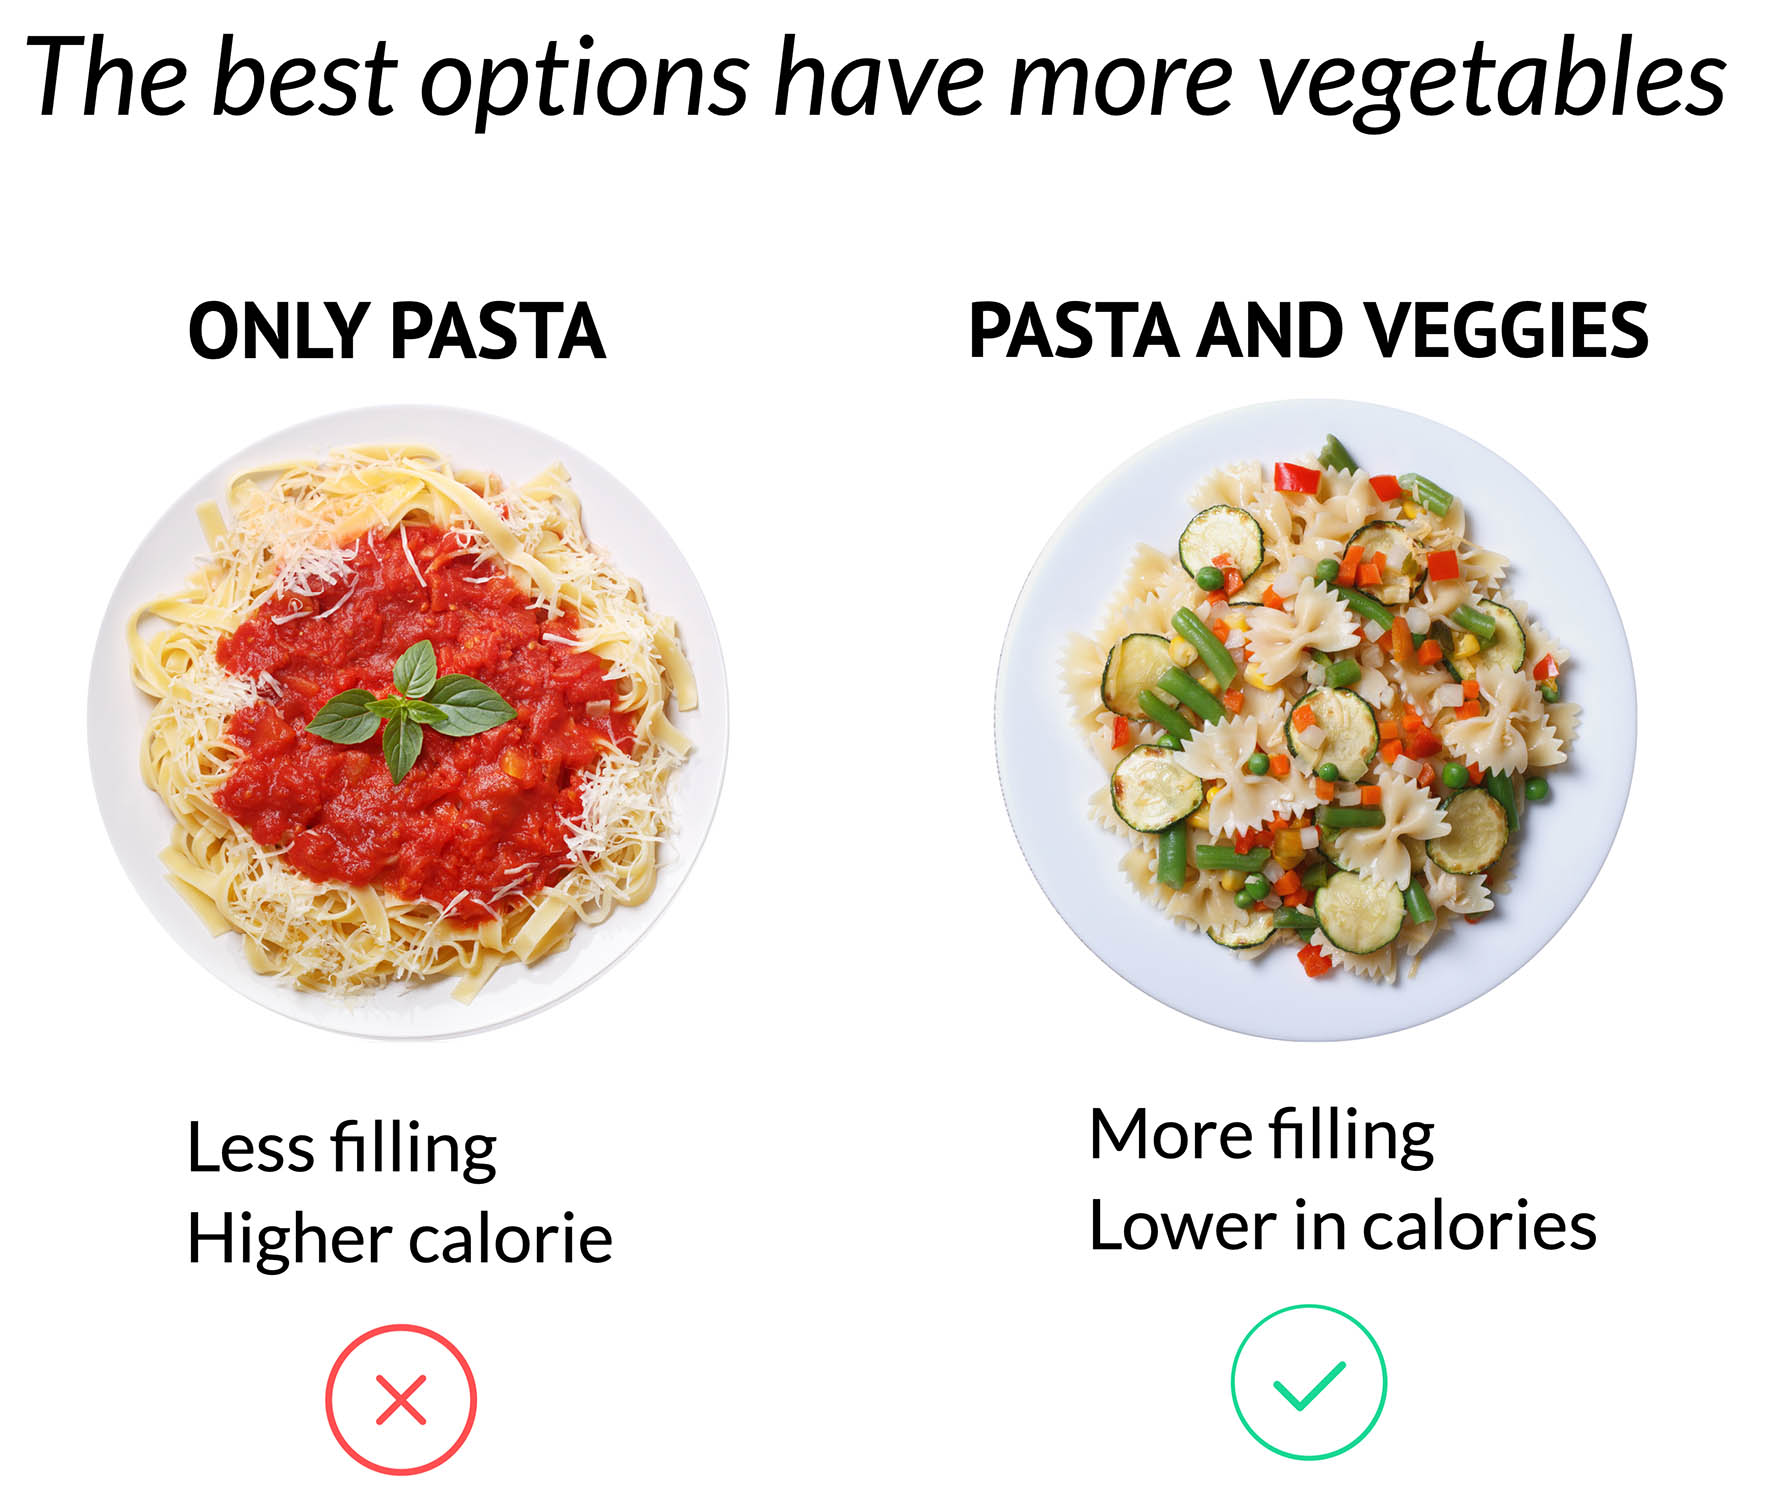 The best options have more vegetables
ONLY PASTA
PASTA AND VEGGIES
Less filling
Higher calorie
More filling
Lower in calories